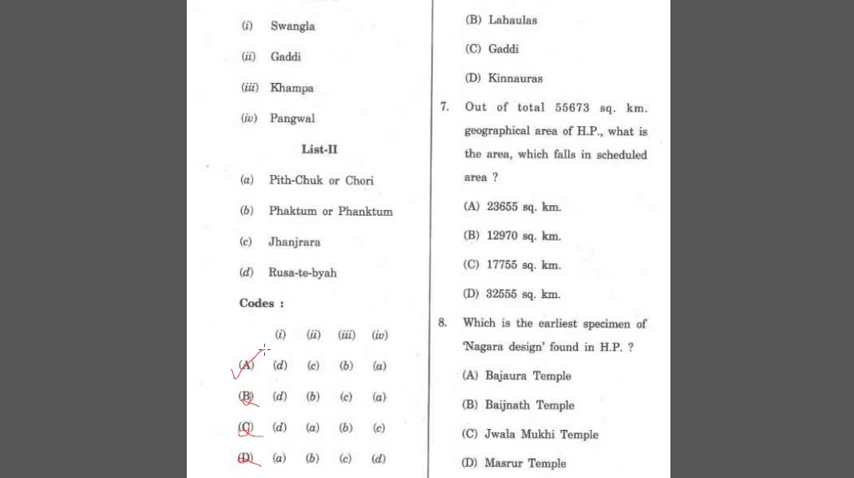 (i) Swangla
(ii) Gaddi
(iii) Khampa
(iv) Pangwal
List-II
(a) Pith-Chuk or Chori
(b) Phaktum or Phanktum
(c) Jhanjrara
(d) Rusa-te-byah
Codes :
(i) (ii) (iii) (iv)
(A) (d) (c) (b) (a)
(B) (d) (b) (c) (a)
(C) (d) (a) (b) (c)
(D) (a) (b) (c) (d)
(B) Lahaulas
(C) Gaddi
(D) Kinnauras
7. Out of total 55673 sq. km.
geographical area of H.P., what is
the area, which falls in scheduled
area ?
(A) 23655 sq. km.
(B) 12970 sq. km.
(C) 17755 sq. km.
(D) 32555 sq. km.
8. Which is the earliest specimen of
'Nagara design' found in H.P. ?
(A) Bajaura Temple
(B) Baijnath Temple
(C) Jwala Mukhi Temple
(D) Masrur Temple